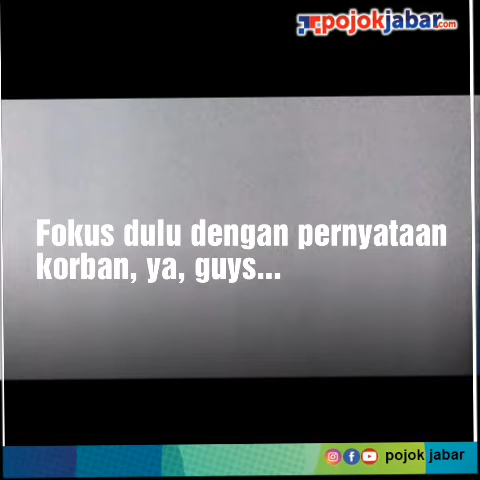 pojokjabar.com
Fokus dulu dengan pernyataan
korban, ya, guys...
pojok jabar